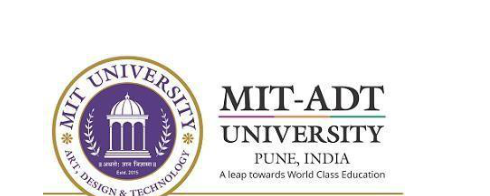 MIT UNIVERSITY
Estd. 2015
ART, DESIGN & TECHNOLOGY
MIT-ADT
UNIVERSITY
PUNE, INDIA
A leap towards World Class Education